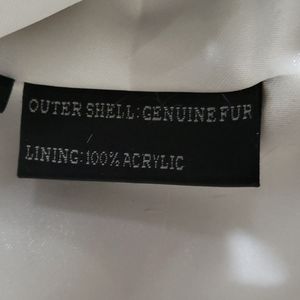 OUTER SHELL: GENUINE FUR
LINING: 100% ACRYLIC